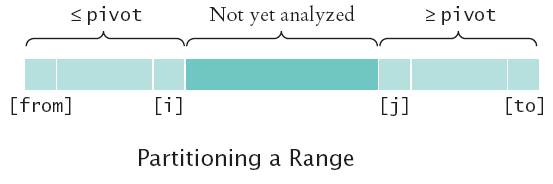 ≤ pivot Not yet analyzed ≥ pivot
[from] [i] [j] [to]
Partitioning a Range